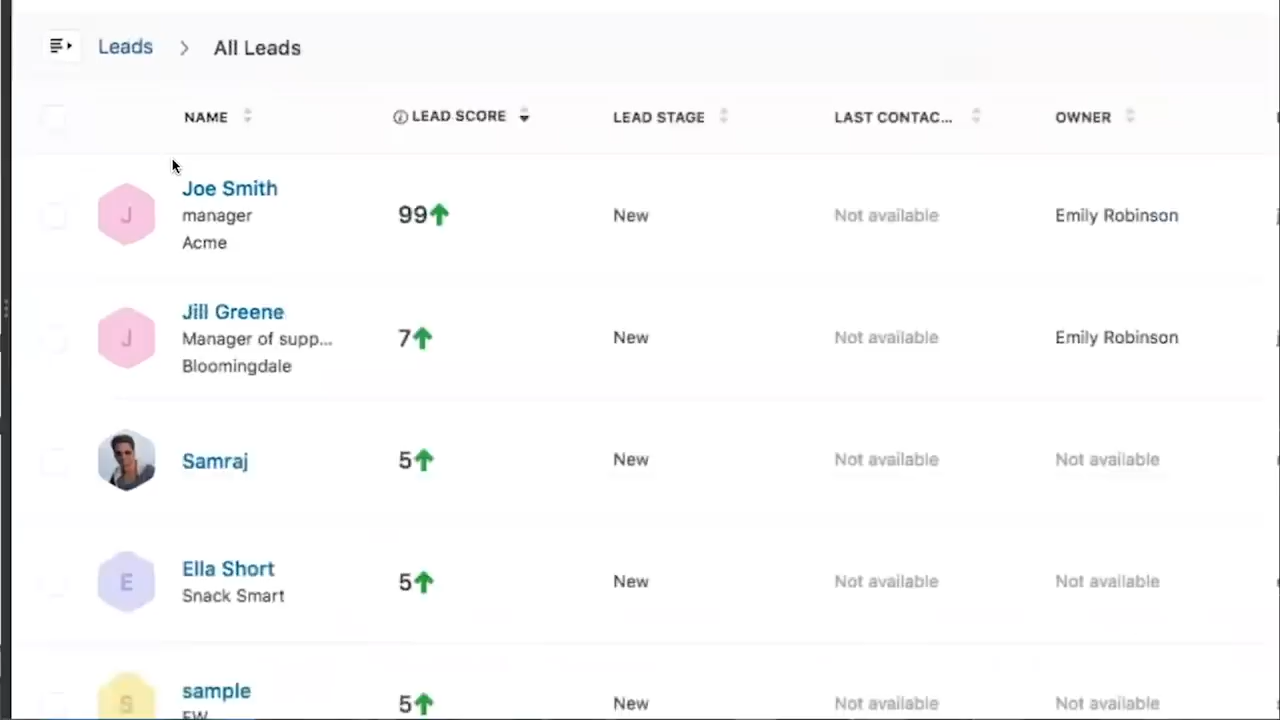 Leads > All Leads
NAME LEAD SCORE LEAD STAGE LAST CONTAC... OWNER
J
Joe Smith
manager
Acme
99 New Not available Emily Robinson
J
Jill Greene
Manager of supp...
Bloomingdale
7 New Not available Emily Robinson
Samraj
5 New Not available Not available
E
Ella Short
Snack Smart
5 New Not available Not available
S
sample
5 New Not available Not available